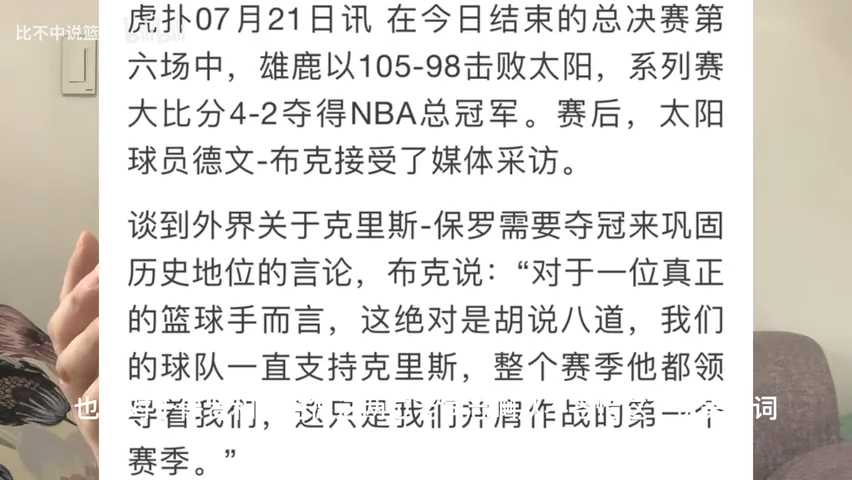 比不中说篮
虎扑07月21日讯 在今日结束的总决赛第
六场中，雄鹿以105-98击败太阳，系列赛
大比分4-2夺得NBA总冠军。赛后，太阳
球员德文-布克接受了媒体采访。
谈到外界关于克里斯-保罗需要夺冠来巩固
历史地位的言论，布克说：“对于一位真正
的篮球手而言，这绝对是胡说八道，我们
的球队一直支持克里斯，整个赛季他都领
导着我们，这只是我们并肩作战的第一个
赛季。”
也
词